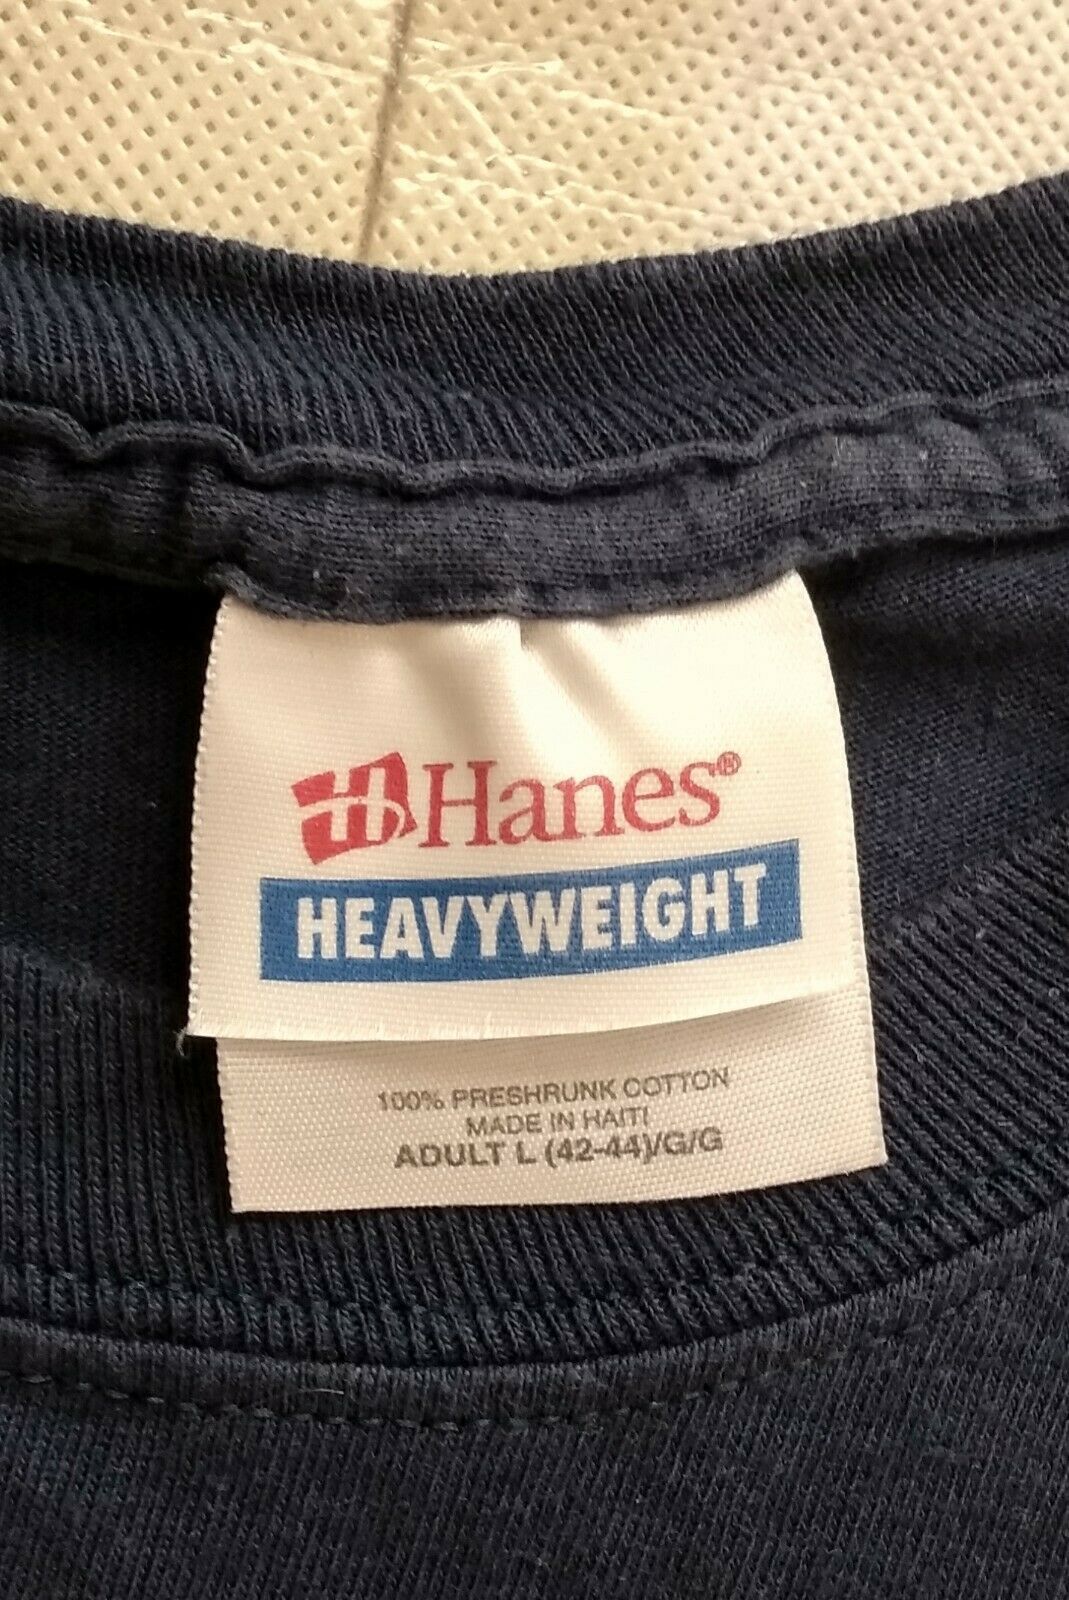 Hanes®
HEAVYWEIGHT
100% PRESHRUNK COTTON
MADE IN HAITI
ADULT L (42-44)/G/G